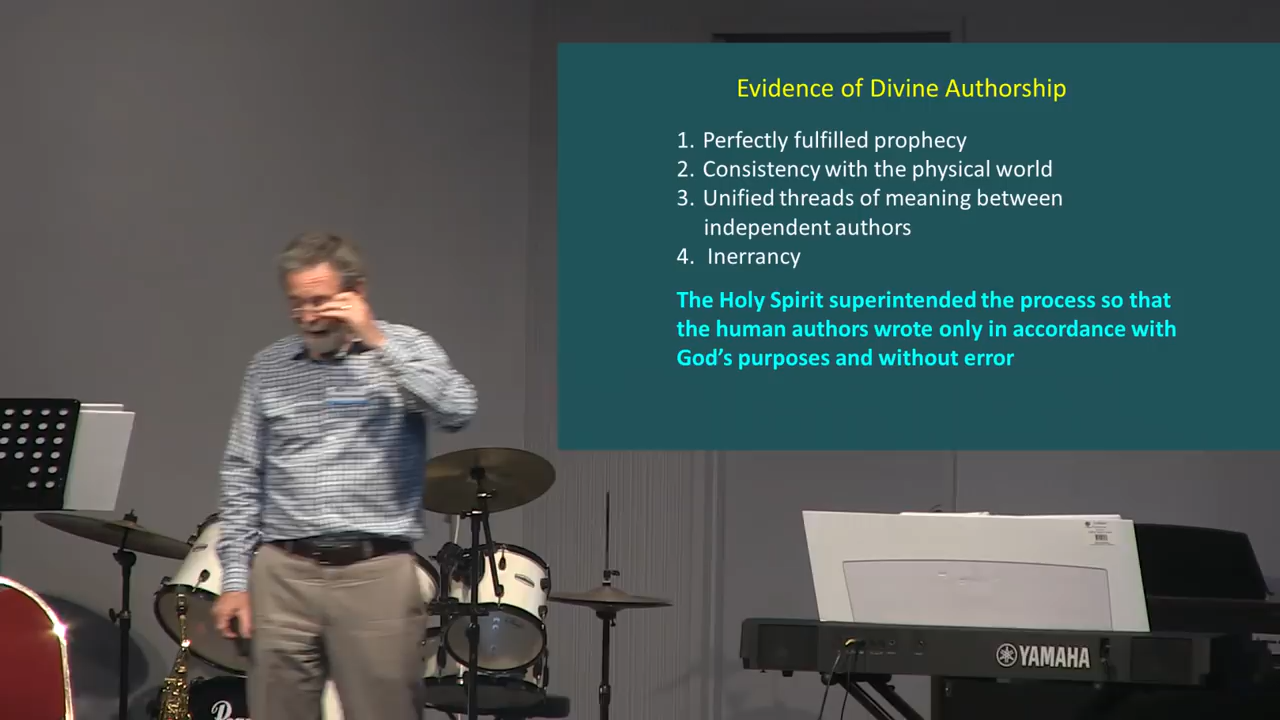 Evidence of Divine Authorship
1. Perfectly fulfilled prophecy
2. Consistency with the physical world
3. Unified threads of meaning between
independent authors
4. Inerrancy
The Holy Spirit superintended the process so that
the human authors wrote only in accordance with
God's purposes and without error
YAMAHA